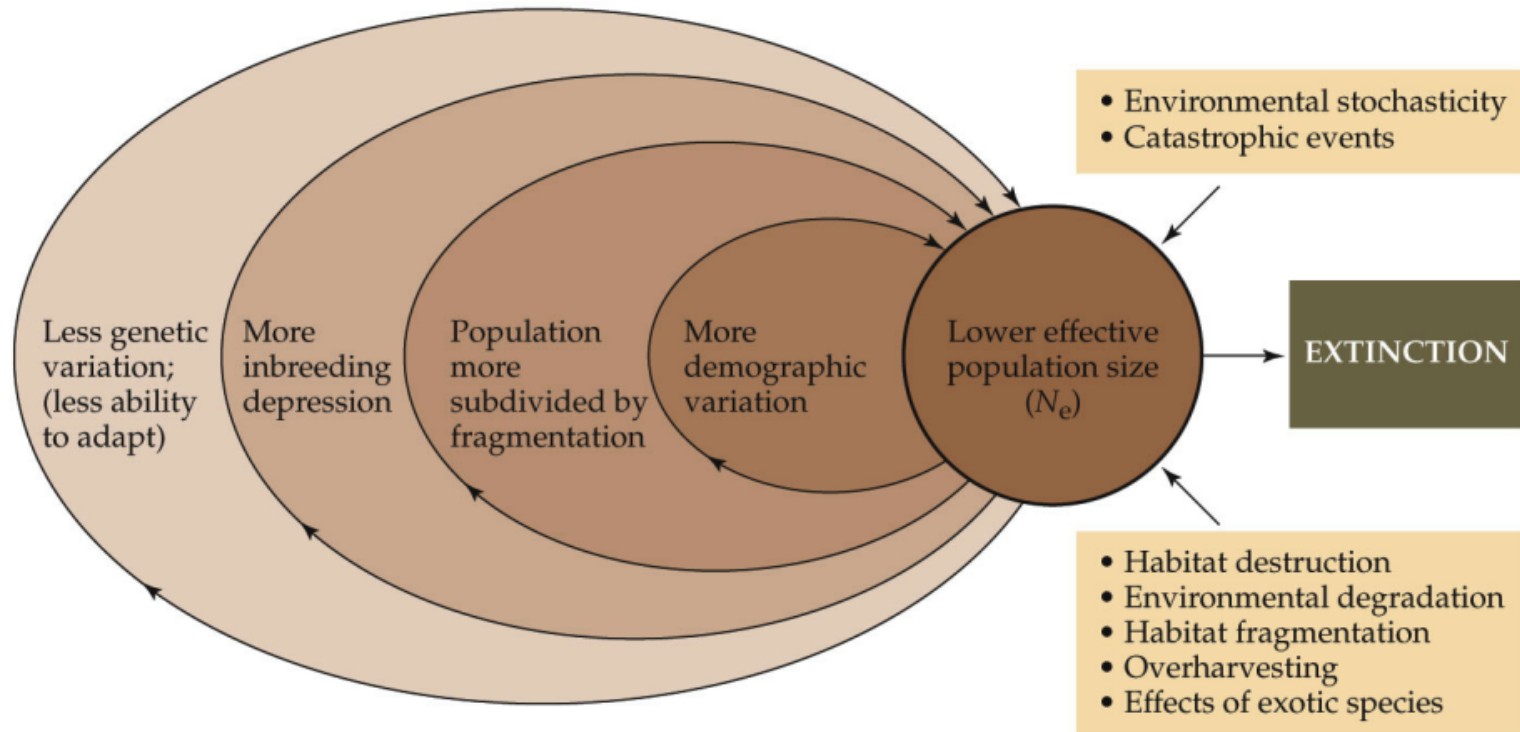 • Environmental stochasticity
• Catastrophic events
Less genetic
variation;
(less ability
to adapt)
More
inbreeding
depression
Population
more
subdivided by
fragmentation
More
demographic
variation
Lower effective
population size
(Ne)
EXTINCTION
• Habitat destruction
• Environmental degradation
• Habitat fragmentation
• Overharvesting
• Effects of exotic species